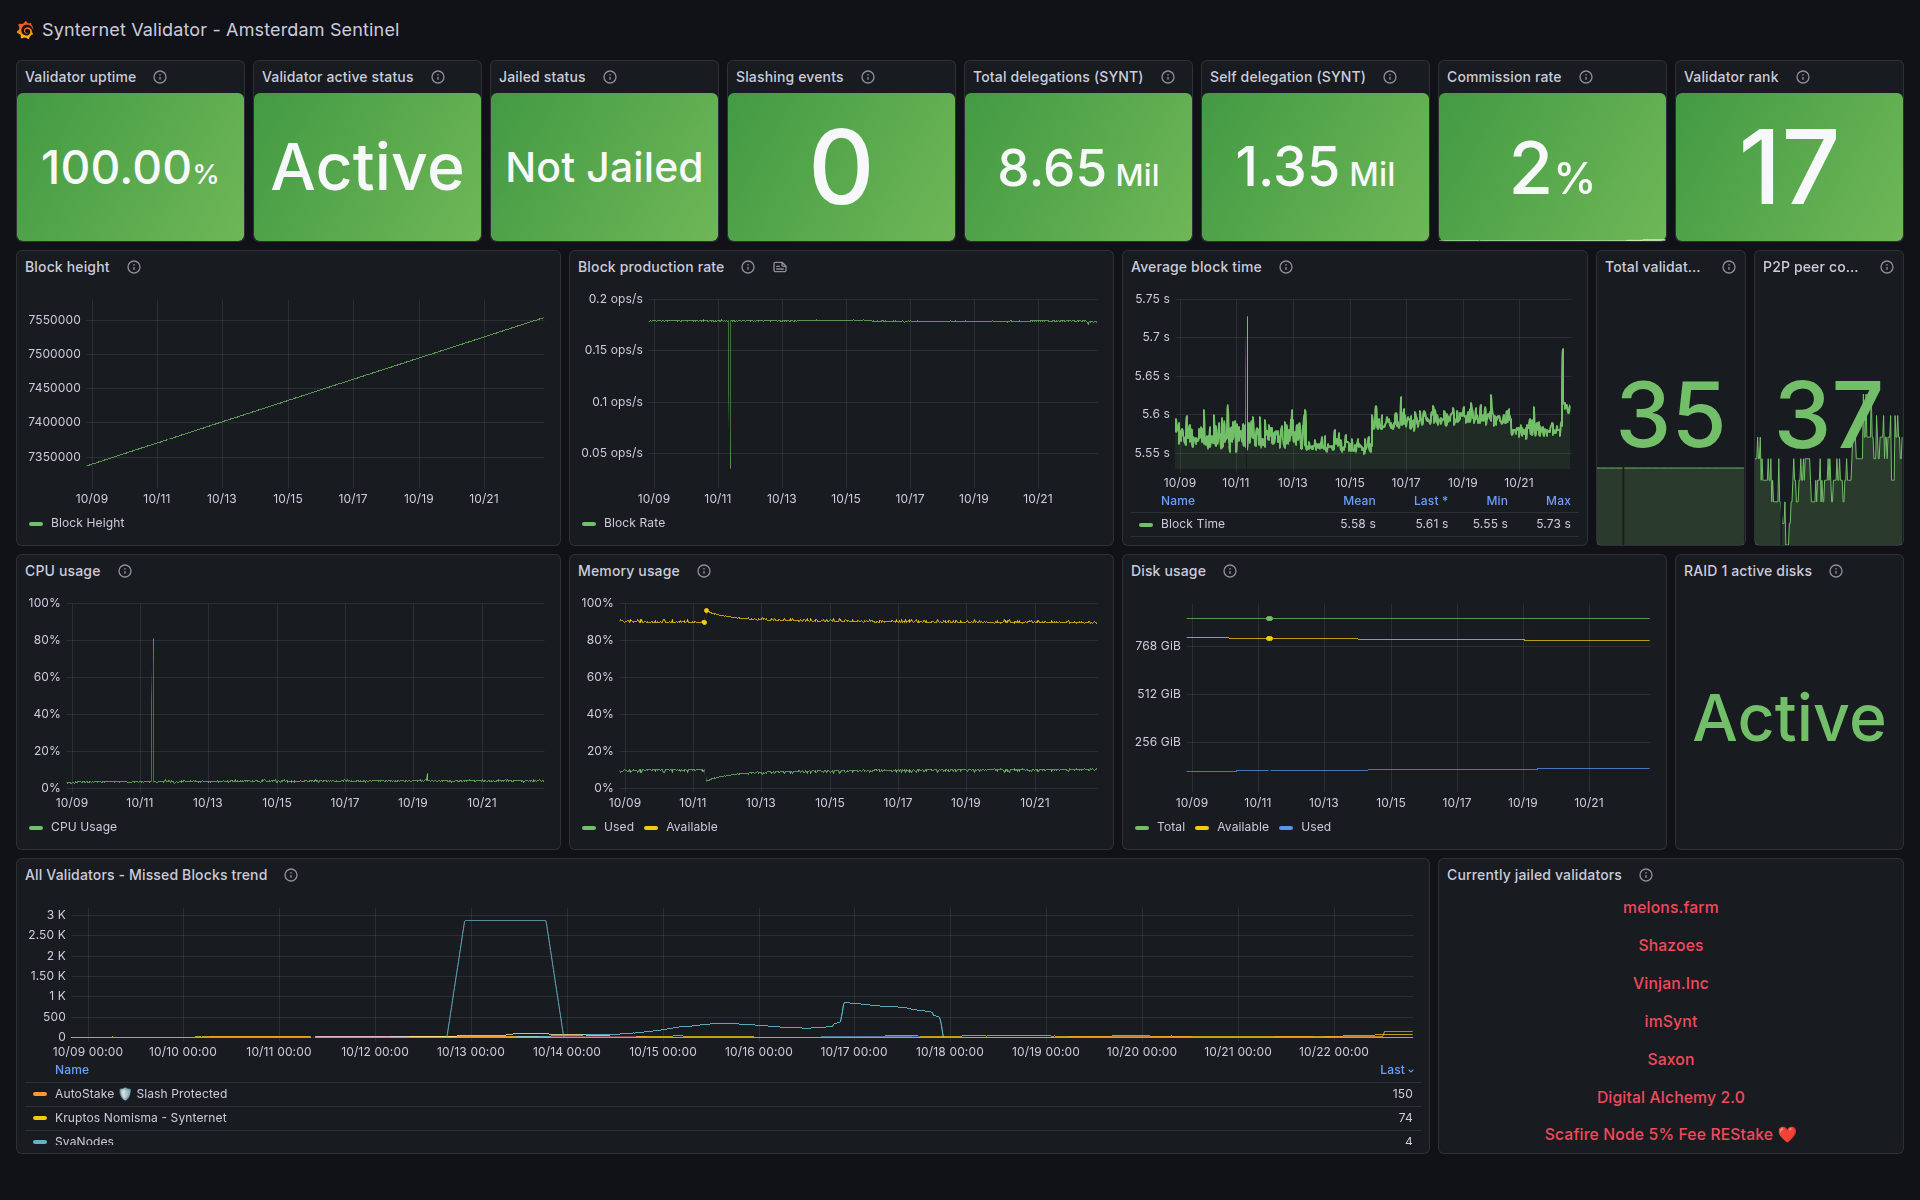 Synternet Validator - Amsterdam Sentinel
Validator uptime
100.00%
Validator active status
Active
Jailed status
Not Jailed
Slashing events
0
Total delegations (SYNT)
8.65 Mil
Self delegation (SYNT)
1.35 Mil
Commission rate
2%
Validator rank
17
Block height
7550000
7500000
7450000
7400000
7350000
10/09 10/11 10/13 10/15 10/17 10/19 10/21
Block Height
Block production rate
0.2 ops/s
0.15 ops/s
0.1 ops/s
0.05 ops/s
10/09 10/11 10/13 10/15 10/17 10/19 10/21
Block Rate
Average block time
5.75 s
5.7 s
5.65 s
5.6 s
5.55 s
10/09 10/11 10/13 10/15 10/17 10/19 10/21
Name Mean Last * Min Max
Block Time 5.58 s 5.61 s 5.55 s 5.73 s
Total validat...
35
P2P peer co...
37
CPU usage
100%
80%
60%
40%
20%
0%
10/09 10/11 10/13 10/15 10/17 10/19 10/21
CPU Usage
Memory usage
100%
80%
60%
40%
20%
0%
10/09 10/11 10/13 10/15 10/17 10/19 10/21
Used Available
Disk usage
768 GiB
512 GiB
256 GiB
10/09 10/11 10/13 10/15 10/17 10/19 10/21
Total Available Used
RAID 1 active disks
Active
All Validators - Missed Blocks trend
3 K
2.50 K
2 K
1.50 K
1 K
500
0
10/09 00:00 10/10 00:00 10/11 00:00 10/12 00:00 10/13 00:00 10/14 00:00 10/15 00:00 10/16 00:00 10/17 00:00 10/18 00:00 10/19 00:00 10/20 00:00 10/21 00:00 10/22 00:00
Name Last
AutoStake 🛡️ Slash Protected 150
Kruptos Nomisma - Synternet 74
SvaNodes 4
Currently jailed validators
melons.farm
Shazoes
Vinjan.Inc
imSynt
Saxon
Digital Alchemy 2.0
Scafire Node 5% Fee REStake ❤️